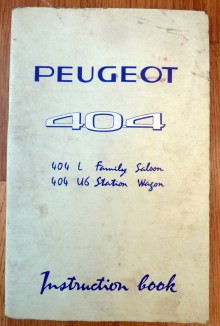 PEUGEOT
404
404 L Family Saloon
404 U6 Station Wagon
Instruction book